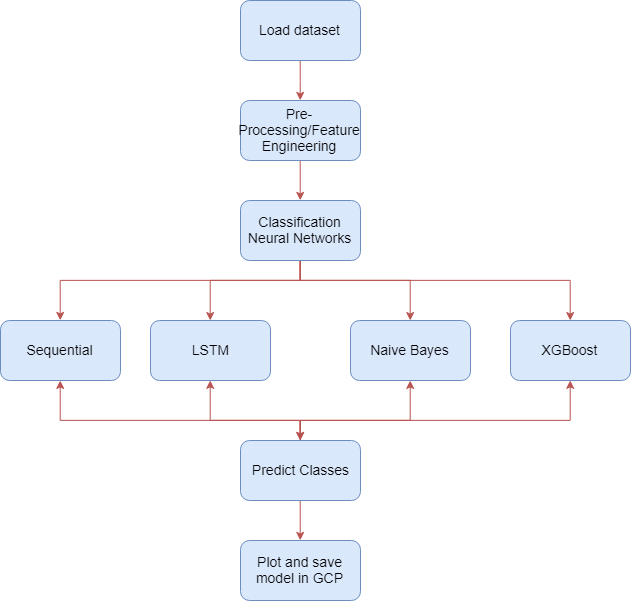 Load dataset
Pre-
Processing/Feature
Engineering
Classification
Neural Networks
Sequential
LSTM
Naive Bayes
XGBoost
Predict Classes
Plot and save
model in GCP